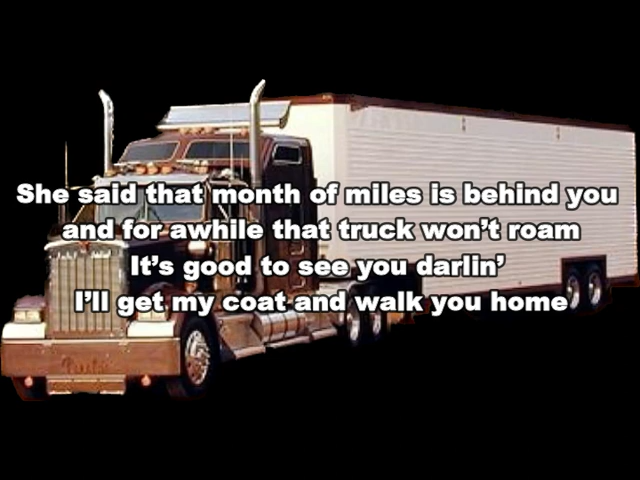 She said that month of miles is behind you
and for awhile that truck won't roam
It's good to see you darlin'
I'll get my coat and walk you home